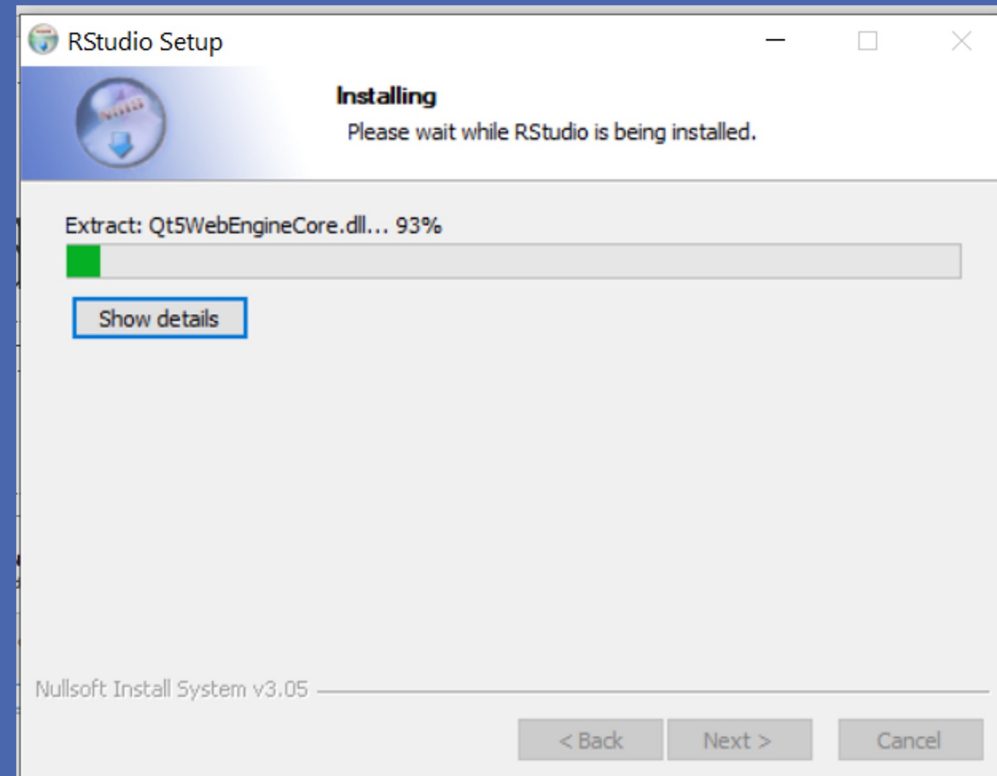 RStudio Setup
Installing
Please wait while RStudio is being installed.
Extract: Qt5WebEngineCore.dll... 93%
Show details
Nullsoft Install System v3.05
< Back Next > Cancel